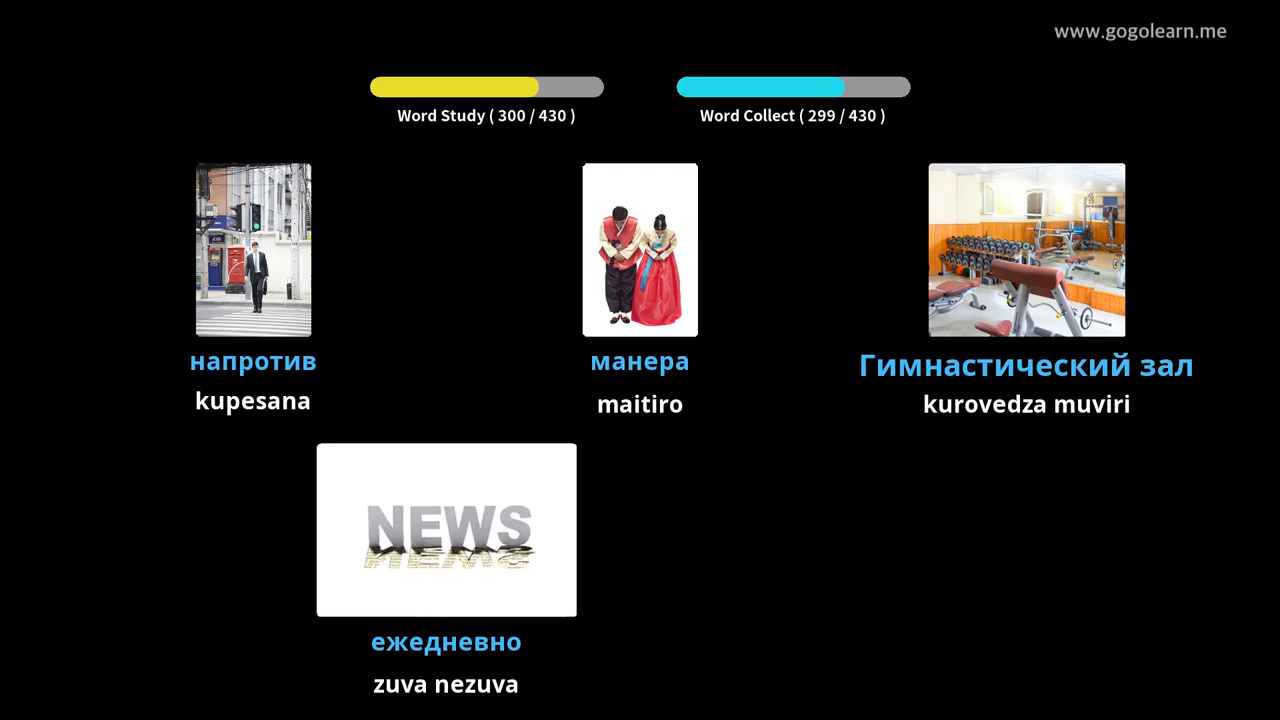 www.gogolearn.me
Word Study ( 300 / 430 )
Word Collect ( 299 / 430 )
напротив
манера
Гимнастический зал
kupesana
maitiro
kurovedza muviri
NEWS
ежедневно
zuva nezuva